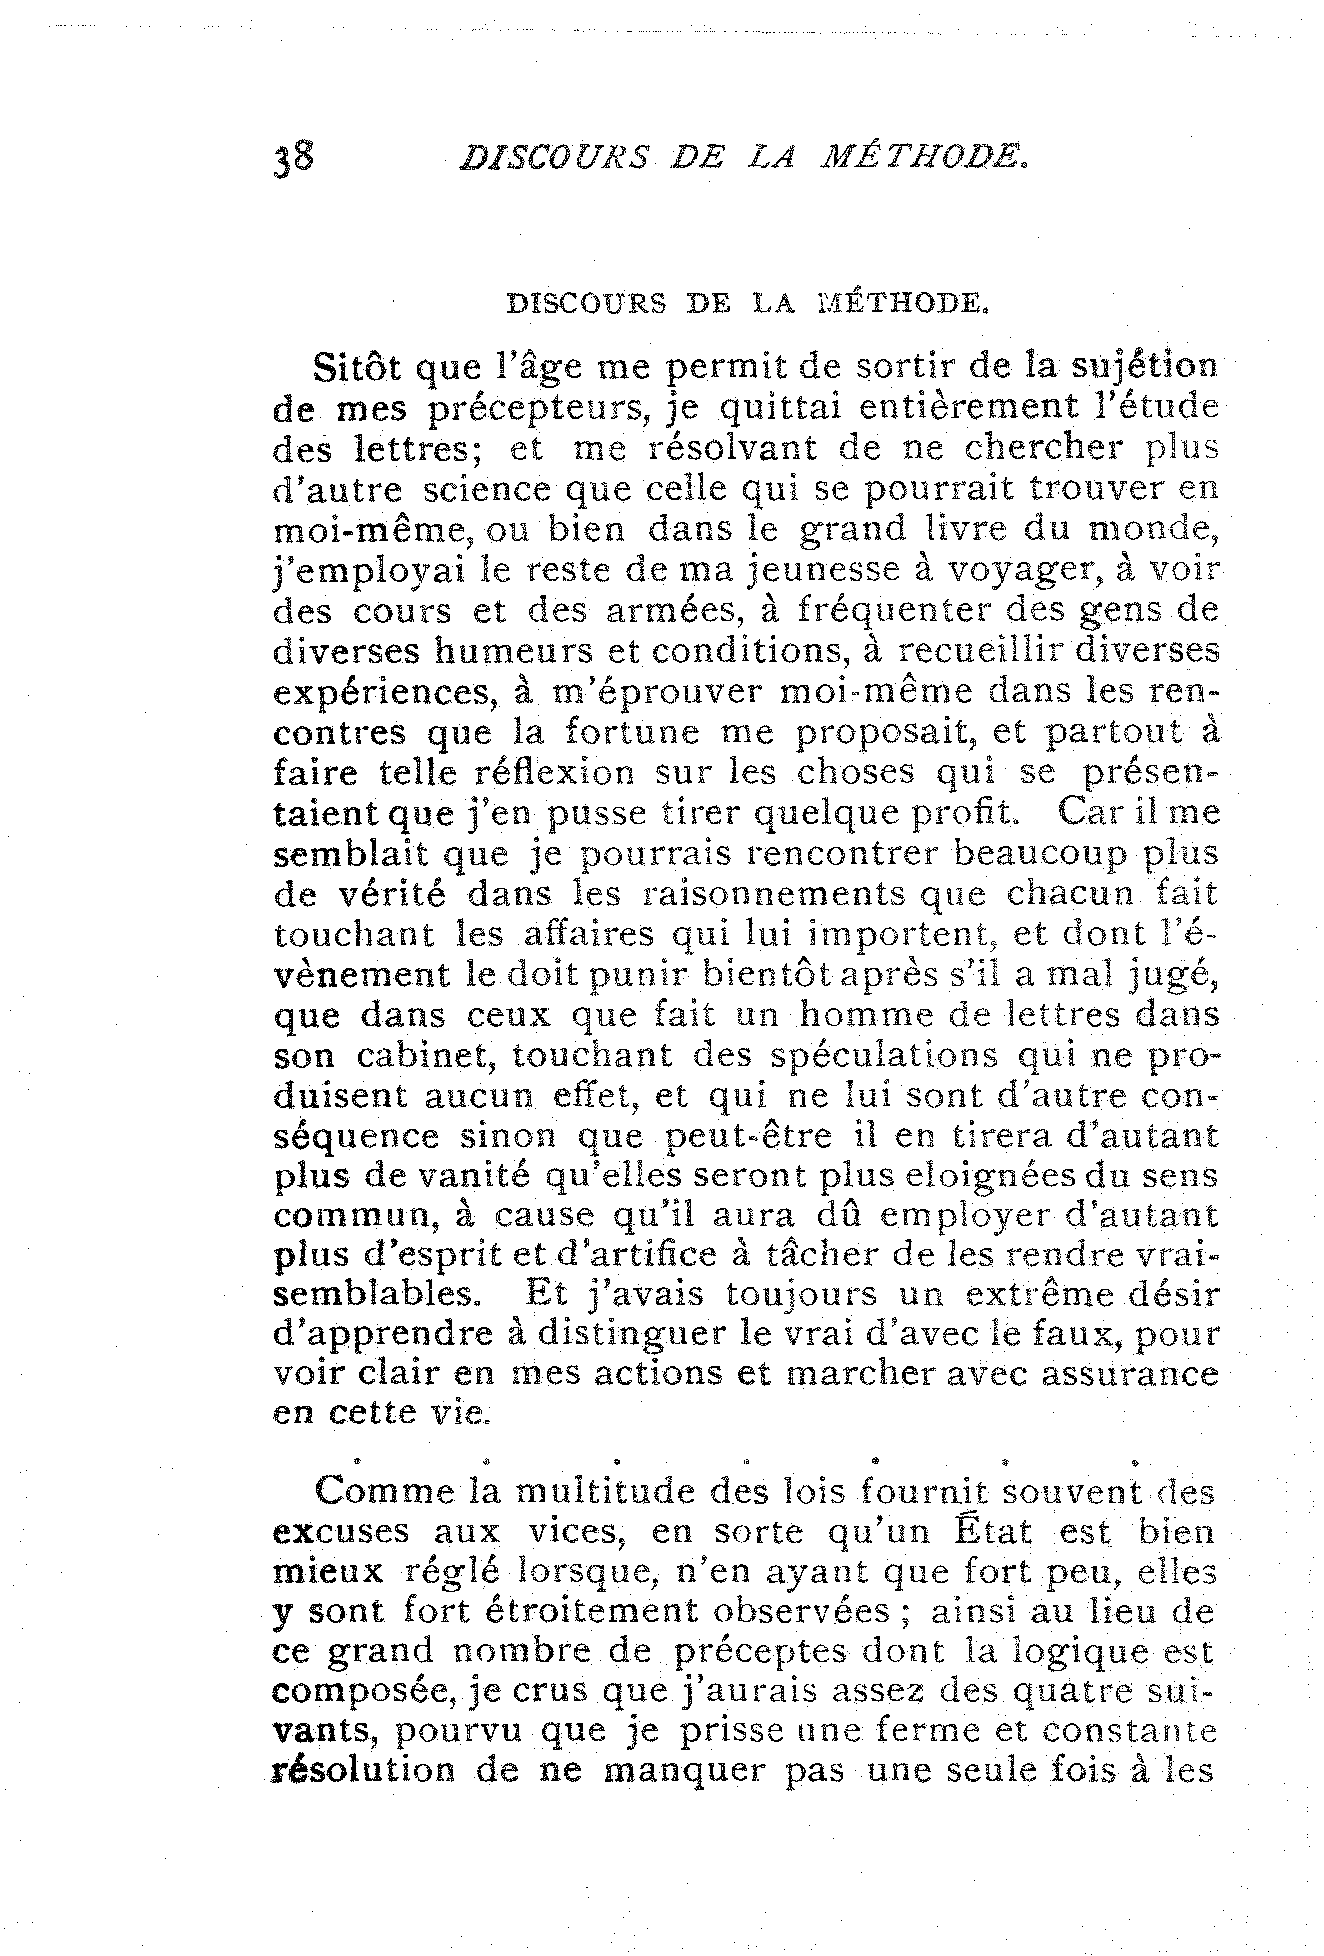 38 DISCOURS DE LA MÉTHODE.
DISCOURS DE LA MÉTHODE.
Sitôt que l'âge me permit de sortir de la sujétion
de mes précepteurs, je quittai entièrement l'étude
des lettres; et me résolvant de ne chercher plus
d'autre science que celle qui se pourrait trouver en
moi-même, ou bien dans le grand livre du monde,
j'employai le reste de ma jeunesse à voyager, à voir
des cours et des armées, à fréquenter des gens de
diverses humeurs et conditions, à recueillir diverses
expériences, à m'éprouver moi-même dans les ren-
contres que la fortune me proposait, et partout à
faire telle réflexion sur les choses qui se présen-
taient que j'en pusse tirer quelque profit. Car il me
semblait que je pourrais rencontrer beaucoup plus
de vérité dans les raisonnements que chacun fait
touchant les affaires qui lui importent, et dont l'é-
vènement le doit punir bientôt après s'il a mal jugé,
que dans ceux que fait un homme de lettres dans
son cabinet, touchant des spéculations qui ne pro-
duisent aucun effet, et qui ne lui sont d'autre con-
séquence sinon que peut-être il en tirera d'autant
plus de vanité qu'elles seront plus eloignées du sens
commun, à cause qu'il aura dû employer d'autant
plus d'esprit et d'artifice à tâcher de les rendre vrai-
semblables. Et j'avais toujours un extrême désir
d'apprendre à distinguer le vrai d'avec le faux, pour
voir clair en mes actions et marcher avec assurance
en cette vie.
. . . . . . .
Comme la multitude des lois fournit souvent des
excuses aux vices, en sorte qu'un État est bien
mieux réglé lorsque, n'en ayant que fort peu, elles
y sont fort étroitement observées ; ainsi au lieu de
ce grand nombre de préceptes dont la logique est
composée, je crus que j'aurais assez des quatre sui-
vants, pourvu que je prisse une ferme et constante
résolution de ne manquer pas une seule fois à les